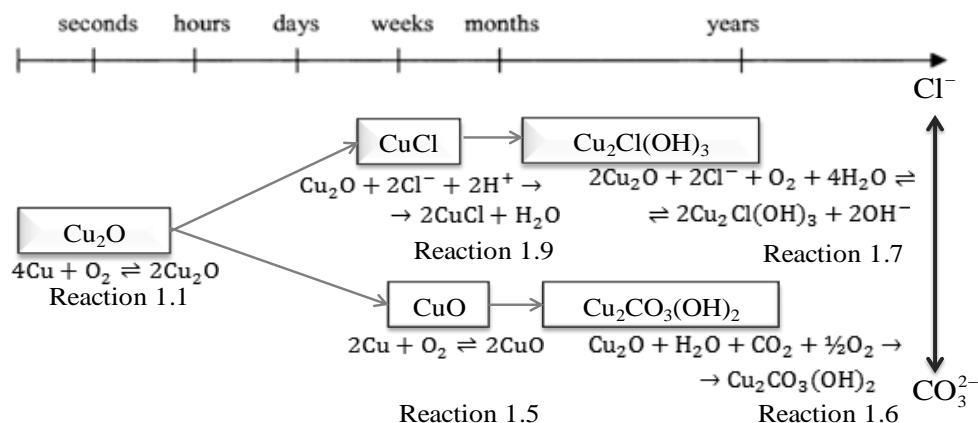 seconds hours days weeks months years
Cl⁻
CuCl
Cu₂Cl(OH)₃
Cu₂O + 2Cl⁻ + 2H⁺ →
→ 2CuCl + H₂O
Reaction 1.9
2Cu₂O + 2Cl⁻ + O₂ + 4H₂O ⇌
⇌ 2Cu₂Cl(OH)₃ + 2OH⁻
Reaction 1.7
Cu₂O
4Cu + O₂ ⇌ 2Cu₂O
Reaction 1.1
CuO
Cu₂CO₃(OH)₂
2Cu + O₂ ⇌ 2CuO
Reaction 1.5
Cu₂O + H₂O + CO₂ + ½O₂ →
→ Cu₂CO₃(OH)₂
Reaction 1.6
CO₃²⁻